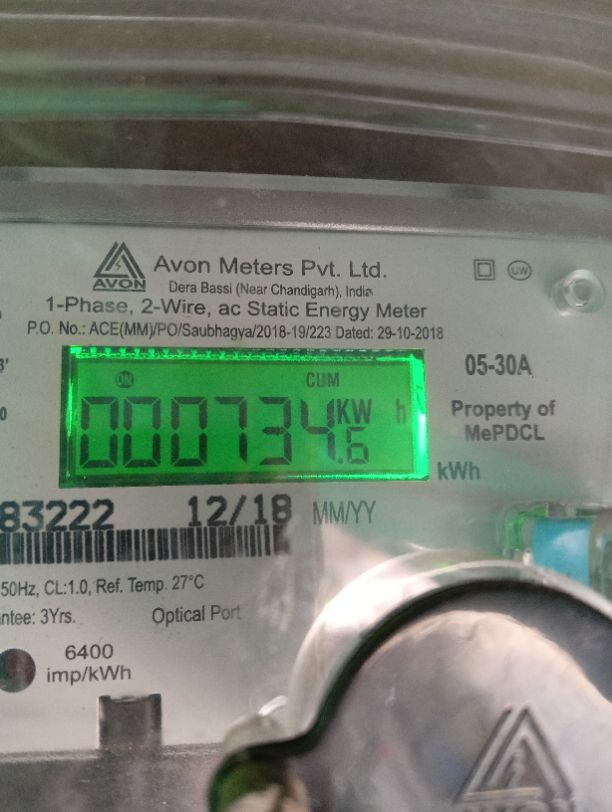 AVON
Avon Meters Pvt. Ltd.
Dera Bassi (Near Chandigarh), India
UW
1-Phase, 2-Wire, ac Static Energy Meter
P.O. No.: ACE(MM)/PO/Saubhagya/2018-19/223 Dated: 29-10-2018
ON CUM
000734.6 KW h
kWh
05-30A
Property of
MePDCL
83222 12/18 MM/YY
50Hz, CL:1.0, Ref. Temp. 27°C
3Yrs. Optical Port
6400
imp/kWh